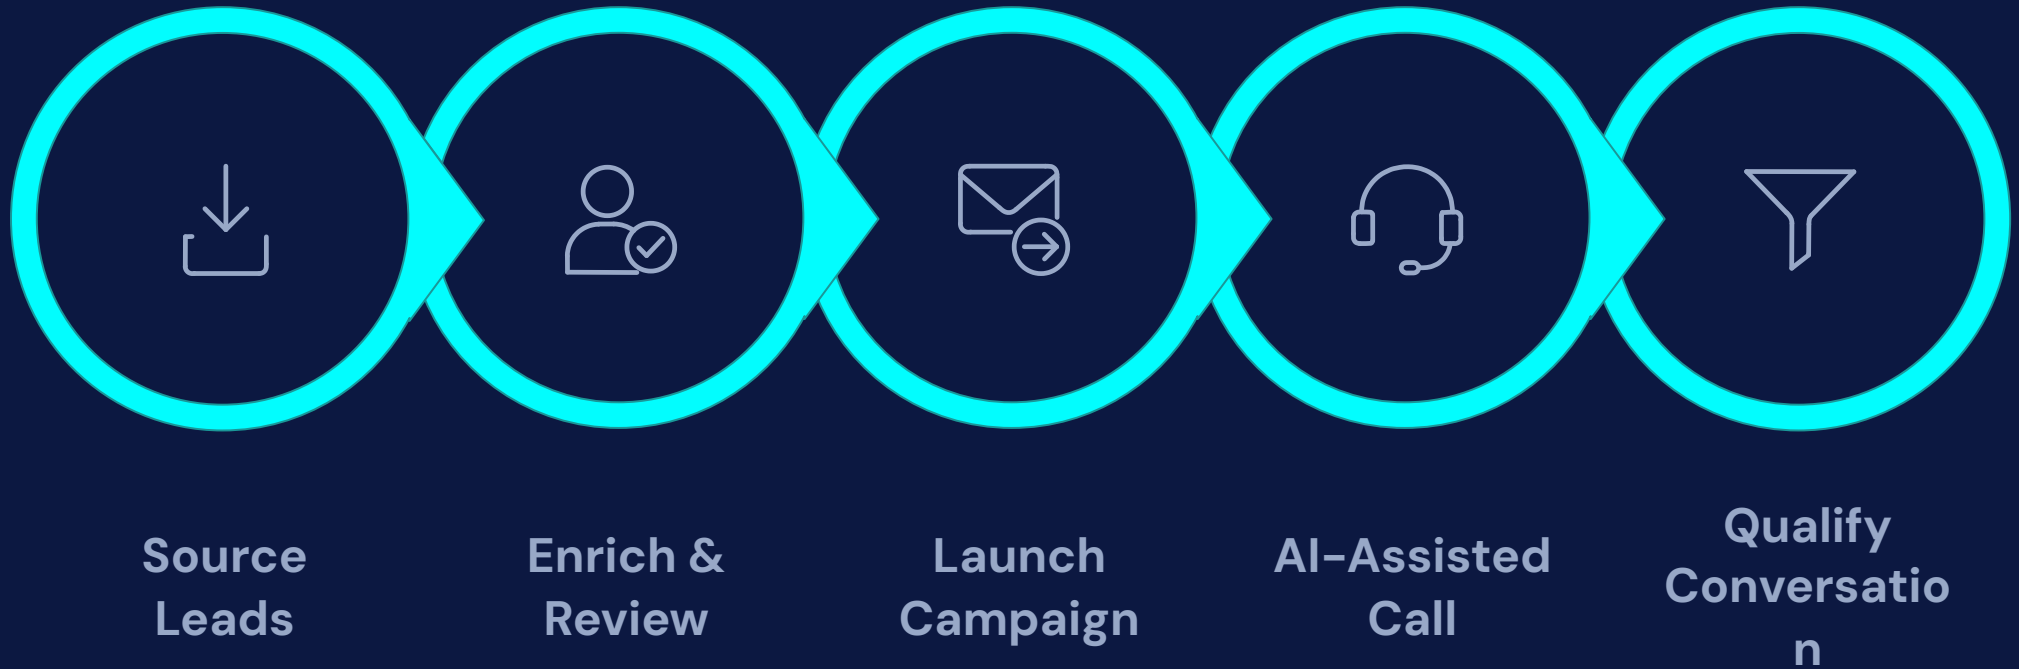 Source
Leads
Enrich &
Review
Launch
Campaign
AI-Assisted
Call
Qualify
Conversatio
n